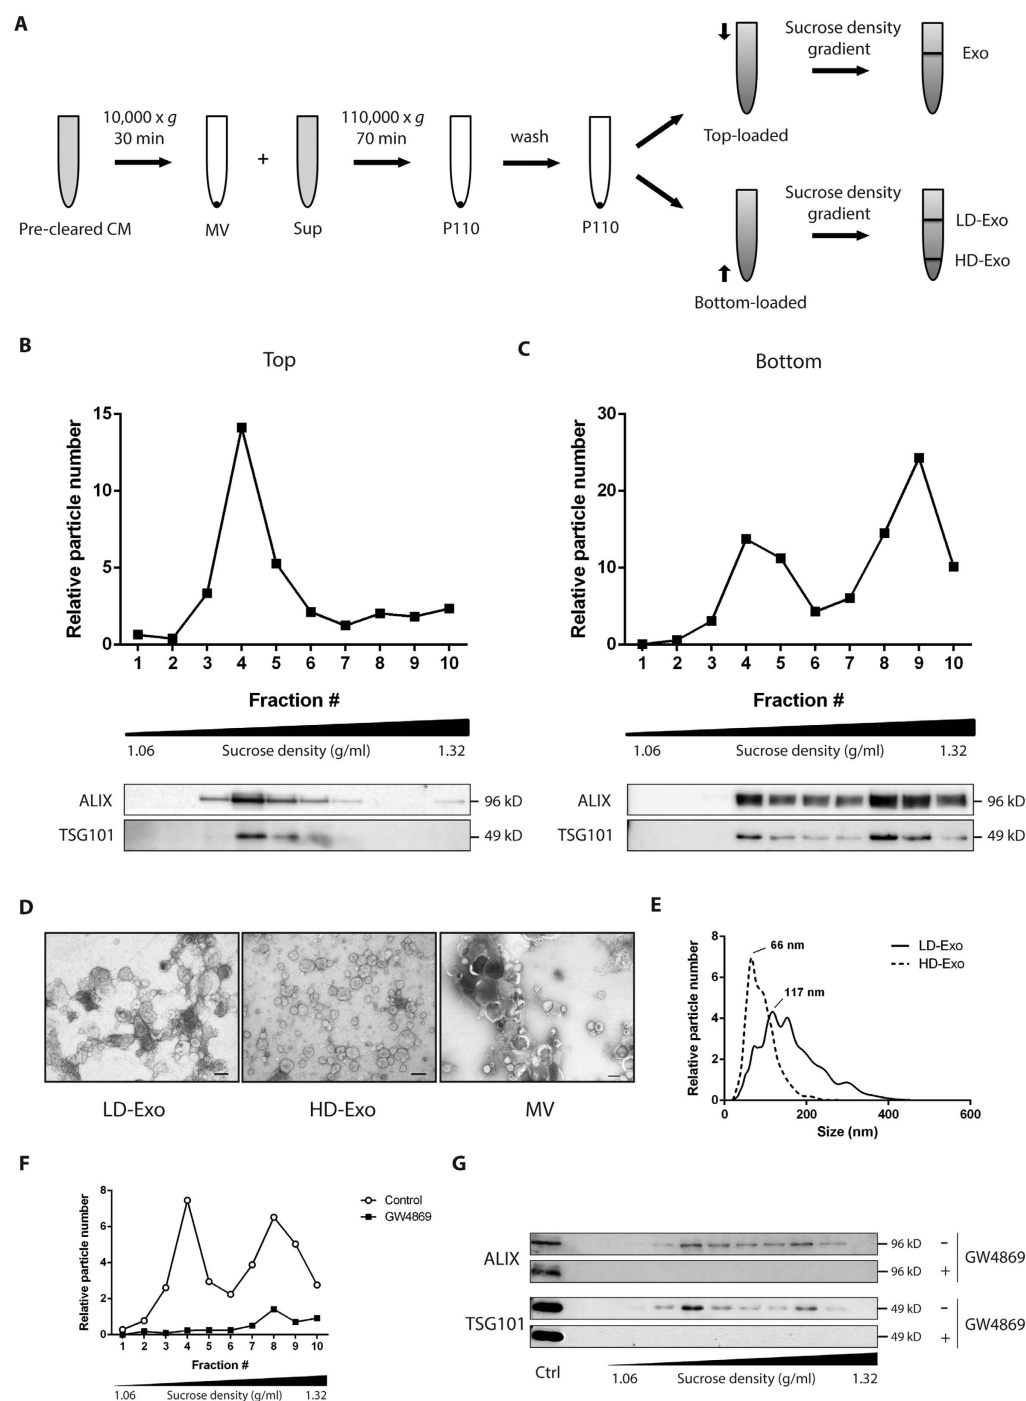 A
10,000 x g
30 min
110,000 x g
70 min
wash
+
Pre-cleared CM
MV
Sup
P110
P110
Top-loaded
Sucrose density
gradient
Exo
Bottom-loaded
Sucrose density
gradient
LD-Exo
HD-Exo
B
Top
Relative particle number
15
10
5
0
1 2 3 4 5 6 7 8 9 10
Fraction #
1.06 Sucrose density (g/ml) 1.32
ALIX 96 kD
TSG101 49 kD
C
Bottom
Relative particle number
30
20
10
0
1 2 3 4 5 6 7 8 9 10
Fraction #
1.06 Sucrose density (g/ml) 1.32
ALIX 96 kD
TSG101 49 kD
D
LD-Exo
HD-Exo
MV
E
Relative particle number
8
6
4
2
0
66 nm
117 nm
LD-Exo
HD-Exo
0 200 400 600
Size (nm)
F
Relative particle number
8
6
4
2
0
Control
GW4869
1 2 3 4 5 6 7 8 9 10
Fraction #
1.06 Sucrose density (g/ml) 1.32
G
ALIX
96 kD -
96 kD +
GW4869
TSG101
49 kD -
49 kD +
GW4869
Ctrl
1.06 Sucrose density (g/ml) 1.32